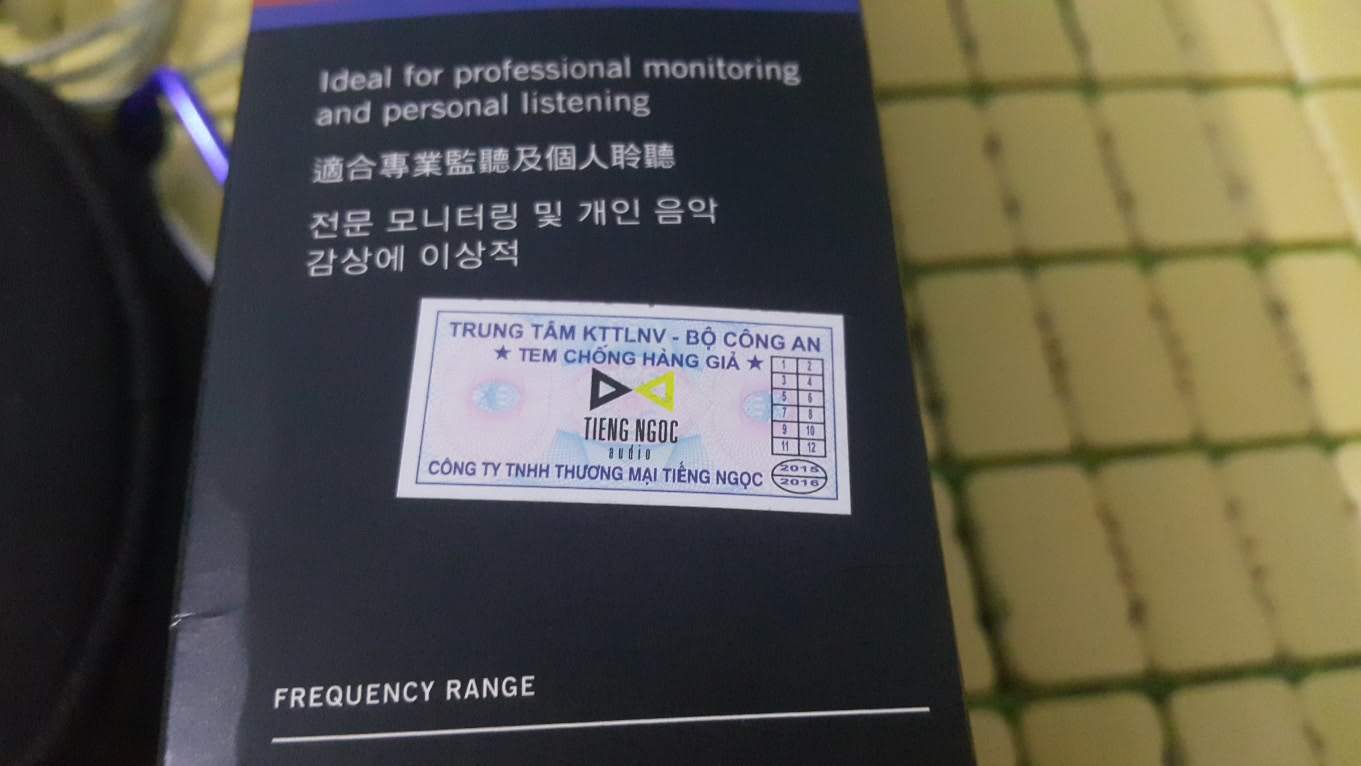 Ideal for professional monitoring
and personal listening
適合專業監聽及個人聆聽
전문 모니터링 및 개인 음악
감상에 이상적
TRUNG TÂM KTTLNV - BỘ CÔNG AN
★ TEM CHỐNG HÀNG GIẢ ★
1 2
3 4
5 6
7 8
9 10
11 12
TIENG NGOC
audio
CÔNG TY TNHH THƯƠNG MẠI TIẾNG NGỌC
2015
2016
FREQUENCY RANGE